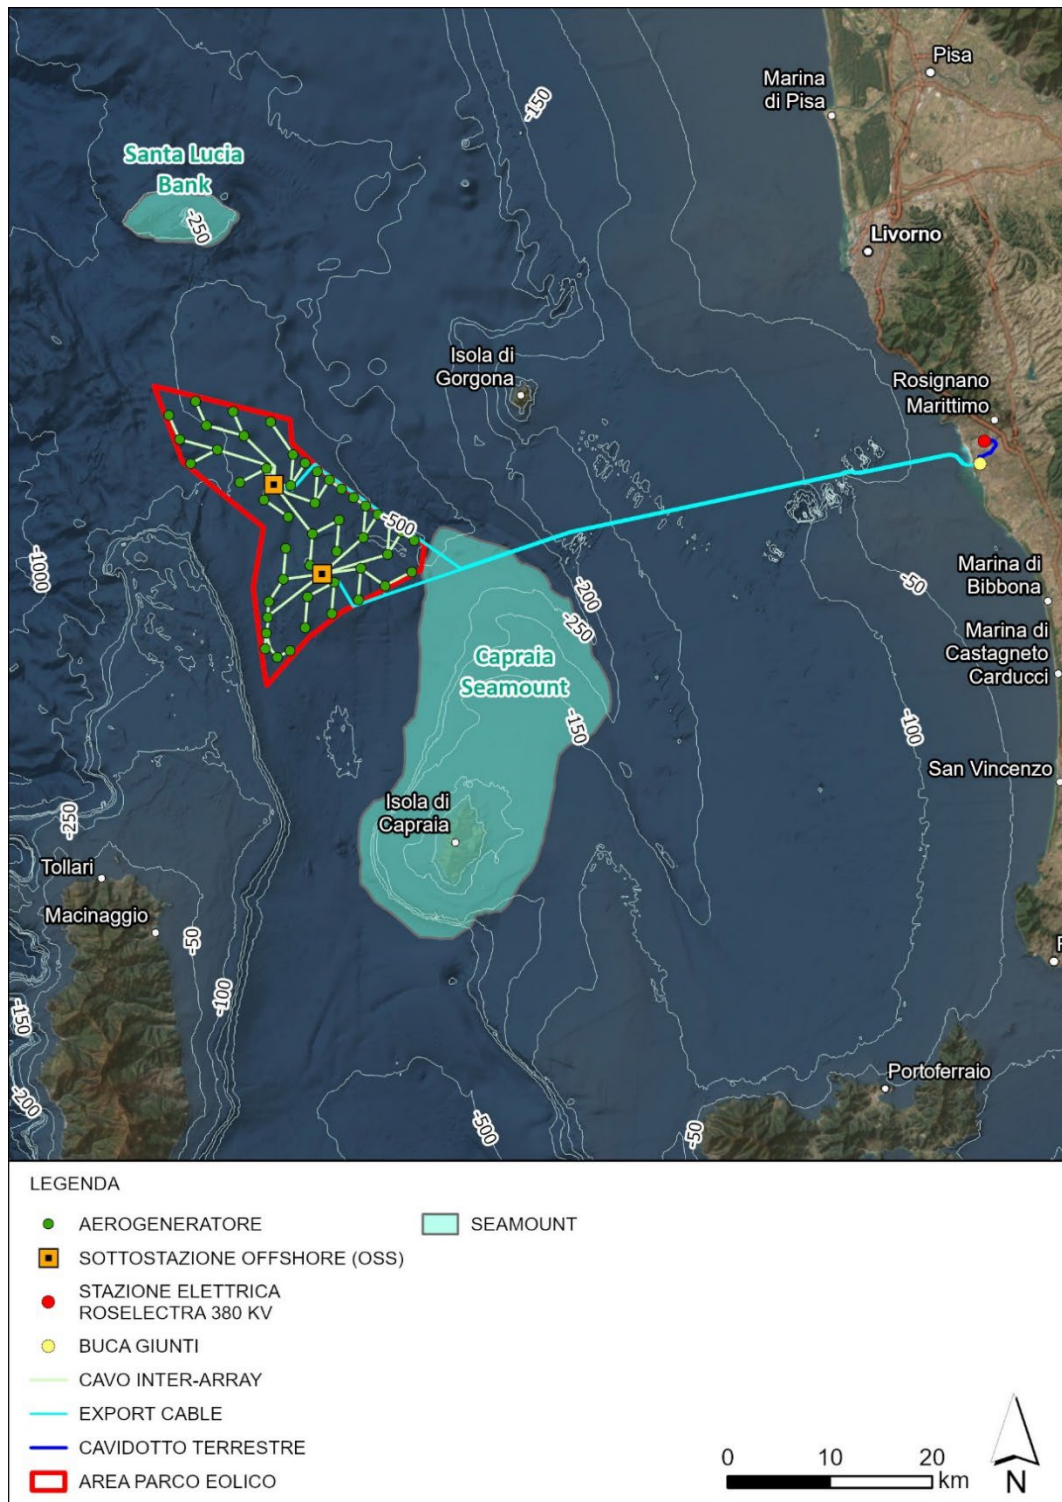 Pisa
Marina
di Pisa
-150
Santa Lucia
Bank
-250
Livorno
Isola di
Gorgona
Rosignano
Marittimo
-500
-1000
-200
-250
-50
Marina di
Bibbona
Marina di
Castagneto
Carducci
Capraia
Seamount
-150
-100
San Vincenzo
Isola di
Capraia
-250
Tollari
Macinaggio
-50
-100
-150
-200
Portoferraio
-500
-50
LEGENDA
AEROGENERATORE
SEAMOUNT
SOTTOSTAZIONE OFFSHORE (OSS)
STAZIONE ELETTRICA
ROSELECTRA 380 KV
BUCA GIUNTI
CAVO INTER-ARRAY
EXPORT CABLE
CAVIDOTTO TERRESTRE
AREA PARCO EOLICO
0 10 20
km
N